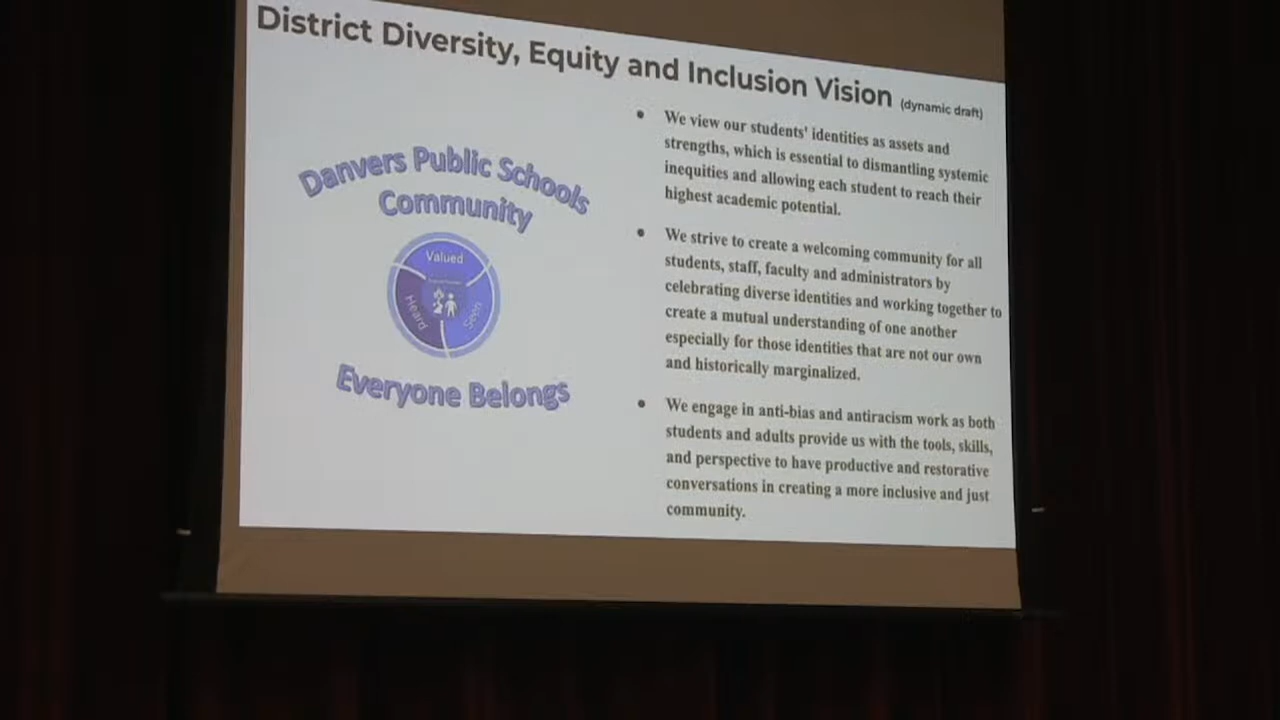 District Diversity, Equity and Inclusion Vision (dynamic draft)
Danvers Public Schools
Community
Valued
Heard
Seen
Everyone Belongs
● We view our students' identities as assets and
strengths, which is essential to dismantling systemic
inequities and allowing each student to reach their
highest academic potential.
● We strive to create a welcoming community for all
students, staff, faculty and administrators by
celebrating diverse identities and working together to
create a mutual understanding of one another
especially for those identities that are not our own
and historically marginalized.
● We engage in anti-bias and antiracism work as both
students and adults provide us with the tools, skills,
and perspective to have productive and restorative
conversations in creating a more inclusive and just
community.